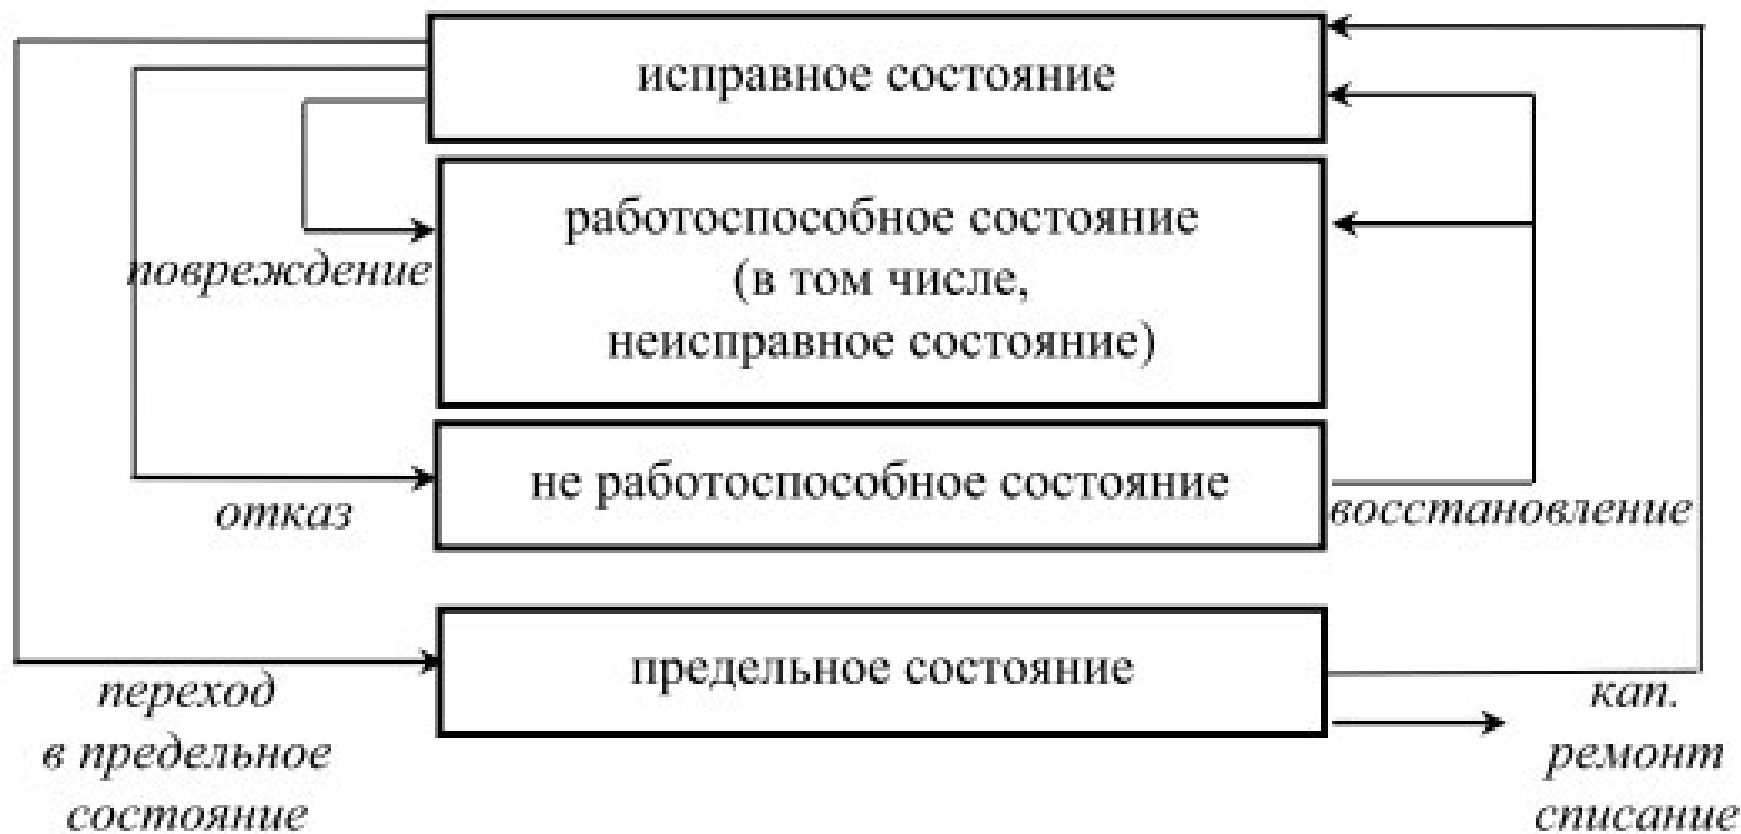 исправное состояние
работоспособное состояние
(в том числе,
неисправное состояние)
повреждение
не работоспособное состояние
отказ
восстановление
предельное состояние
переход
в предельное
состояние
кап.
ремонт
списание